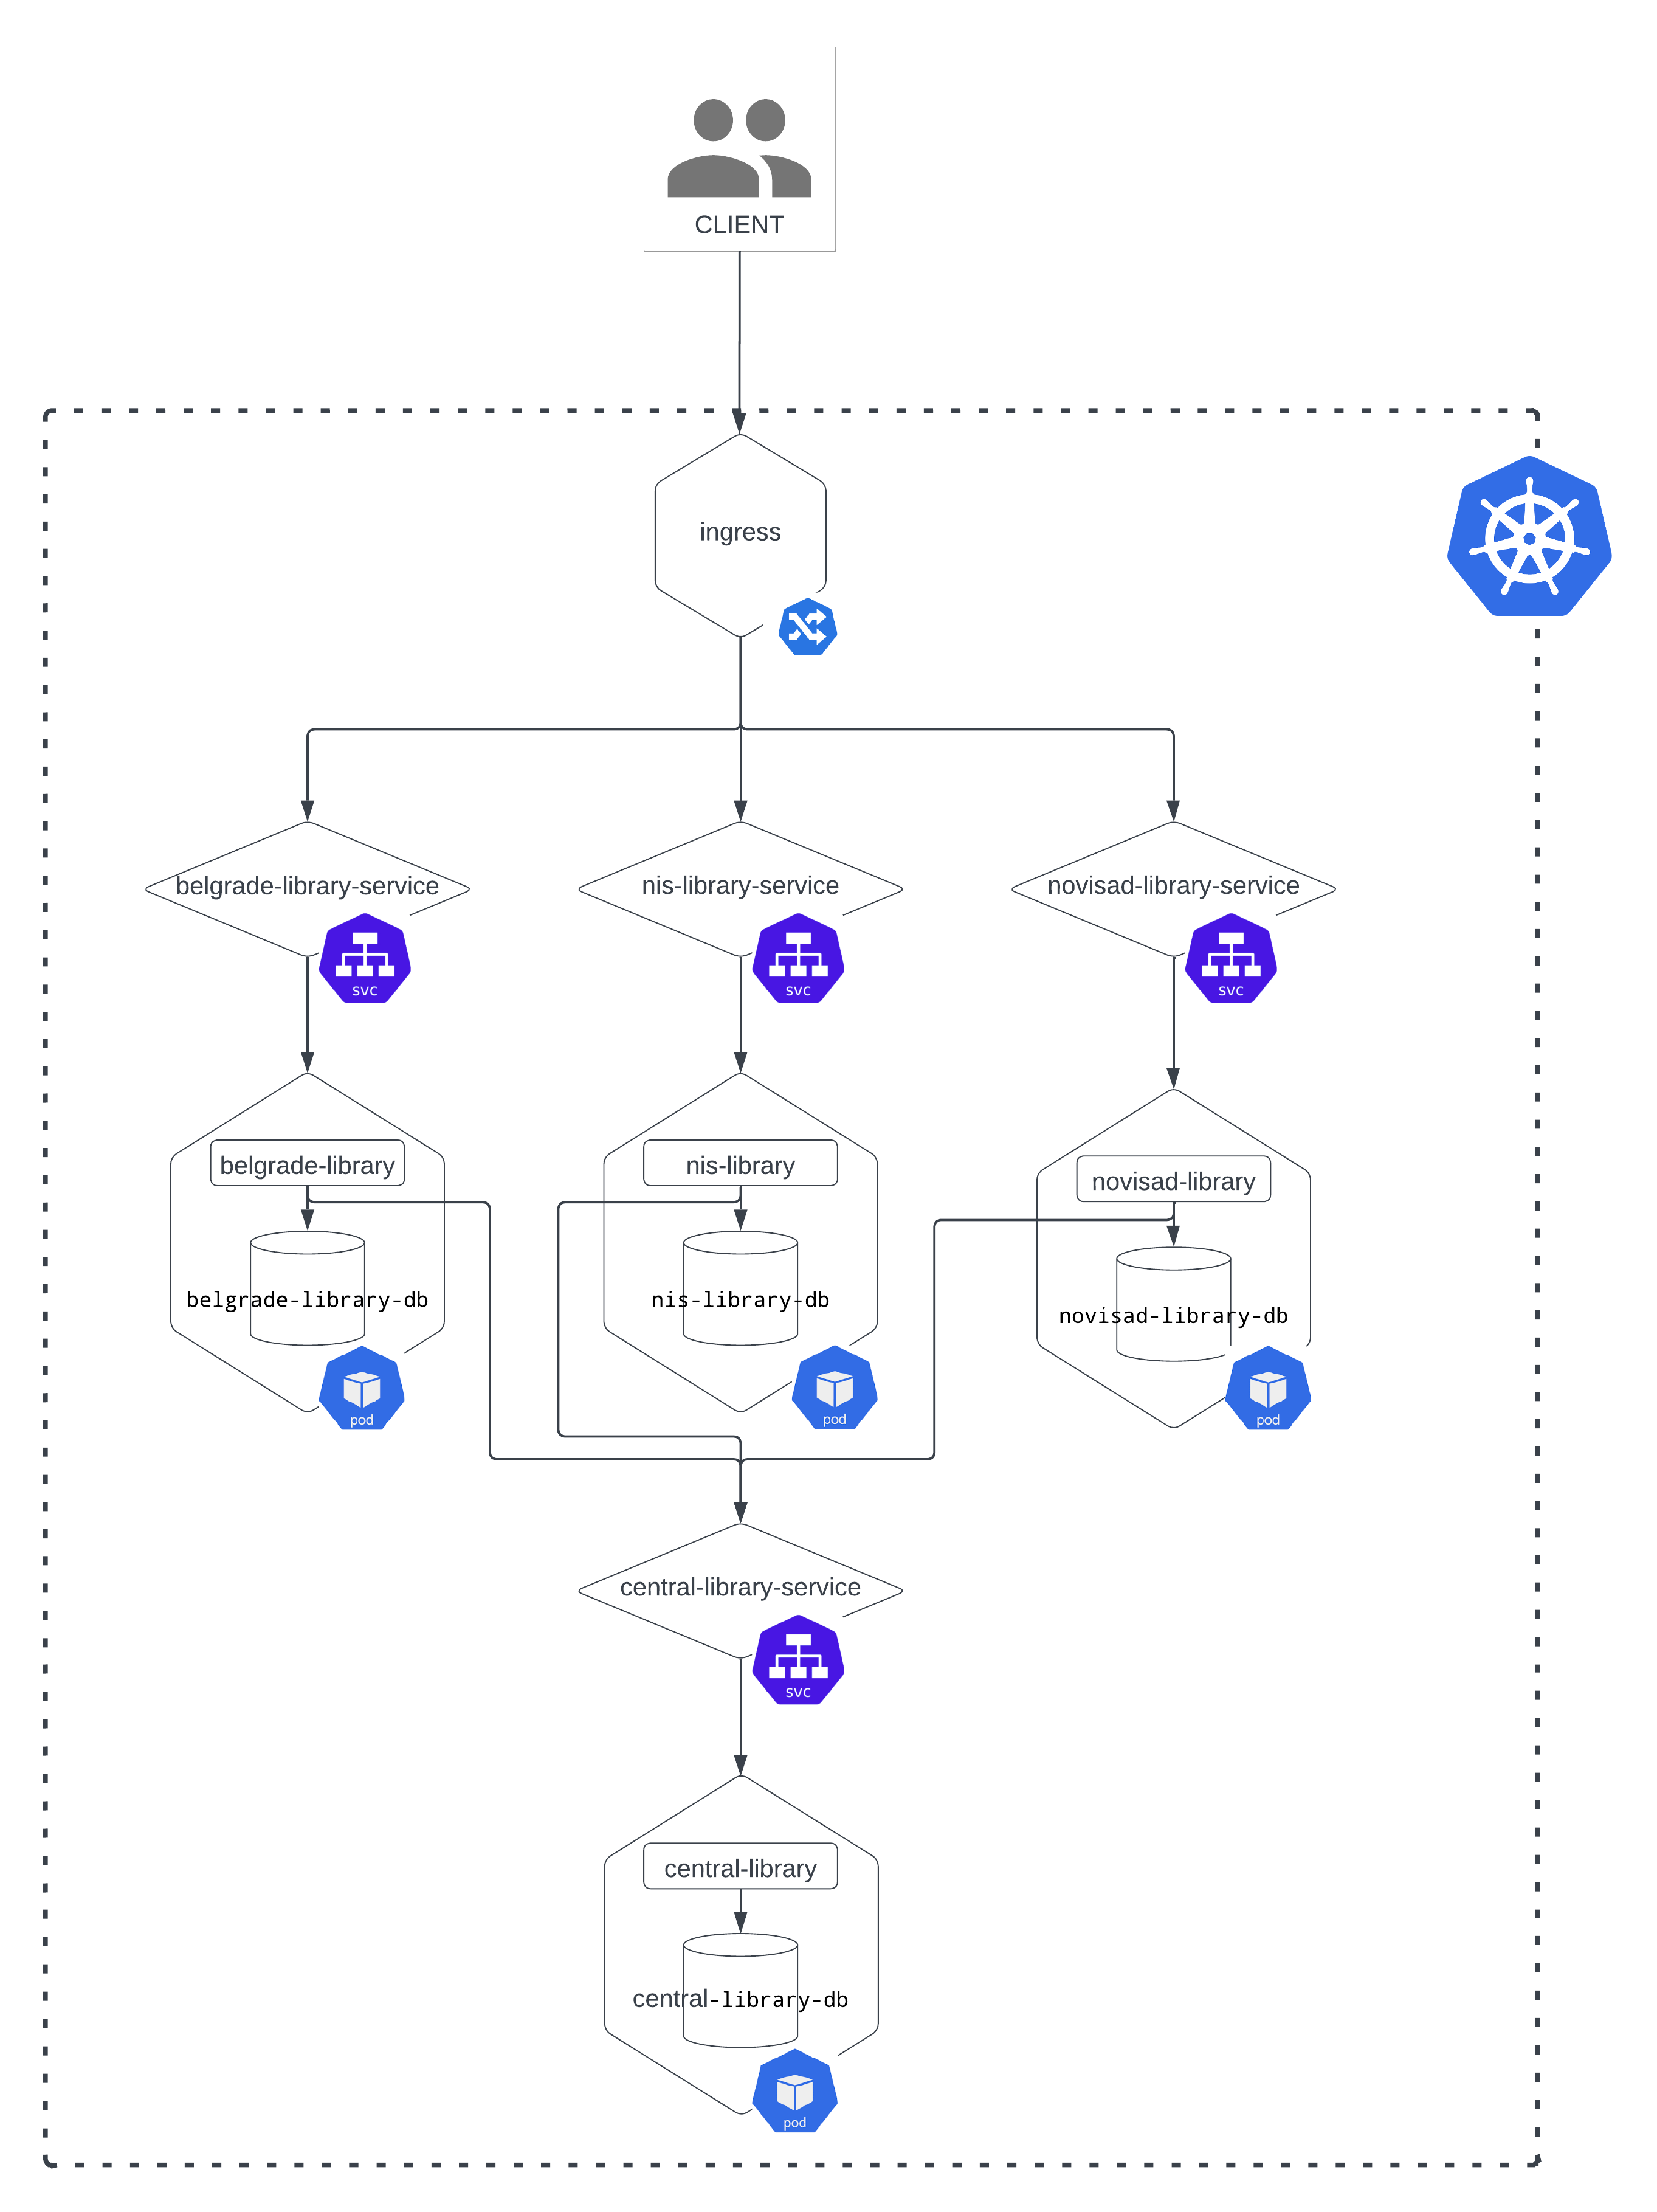 CLIENT
ingress
belgrade-library-service
nis-library-service
novisad-library-service
svc
svc
svc
belgrade-library
nis-library
novisad-library
belgrade-library-db
nis-library-db
novisad-library-db
pod
pod
pod
central-library-service
svc
central-library
central-library-db
pod